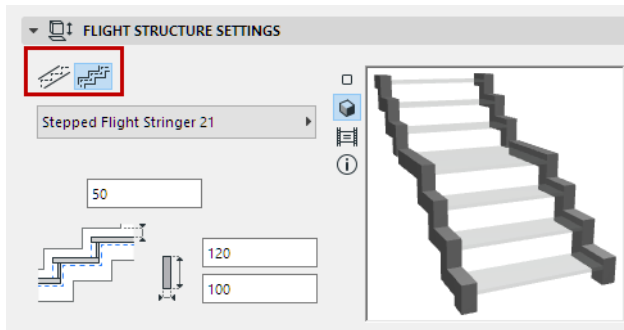 FLIGHT STRUCTURE SETTINGS
Stepped Flight Stringer 21
50
120
100